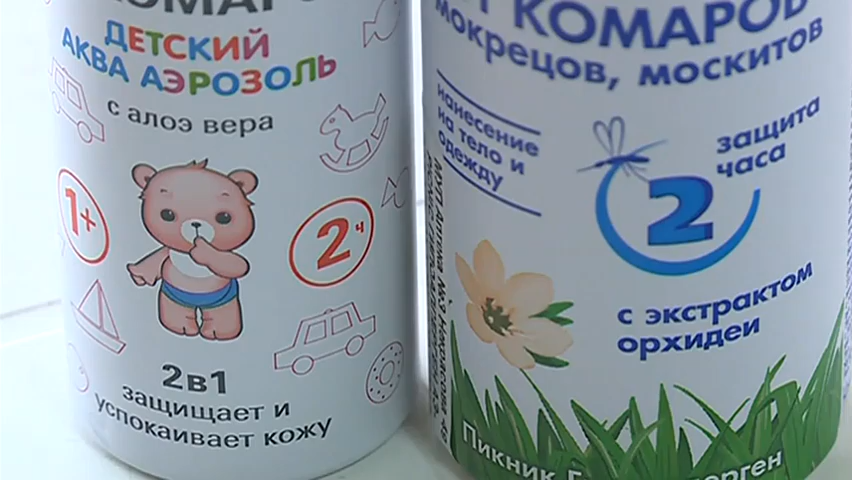 ДЕТСКИЙ
АКВА АЭРОЗОЛЬ
с алоэ вера
1+
2 ч
2в1
защищает и
успокаивает кожу
КОМАРОВ
мокрецов, москитов
нанесение
на тело и
одежду
защита
2 часа
с экстрактом
орхидеи
Пикник